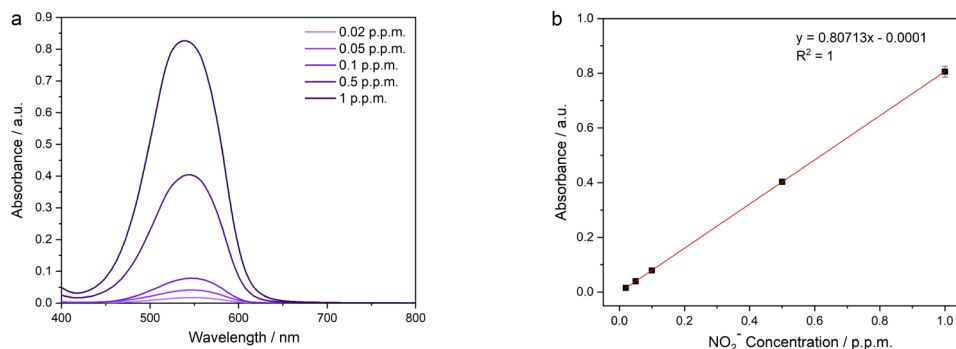 a
0.02 p.p.m.
0.05 p.p.m.
0.1 p.p.m.
0.5 p.p.m.
1 p.p.m.
Absorbance / a.u.
0.9
0.8
0.7
0.6
0.5
0.4
0.3
0.2
0.1
0.0
400 500 600 700 800
Wavelength / nm
b
y = 0.80713x - 0.0001
R² = 1
Absorbance / a.u.
1.0
0.8
0.6
0.4
0.2
0.0
0.0 0.2 0.4 0.6 0.8 1.0
NO₂⁻ Concentration / p.p.m.